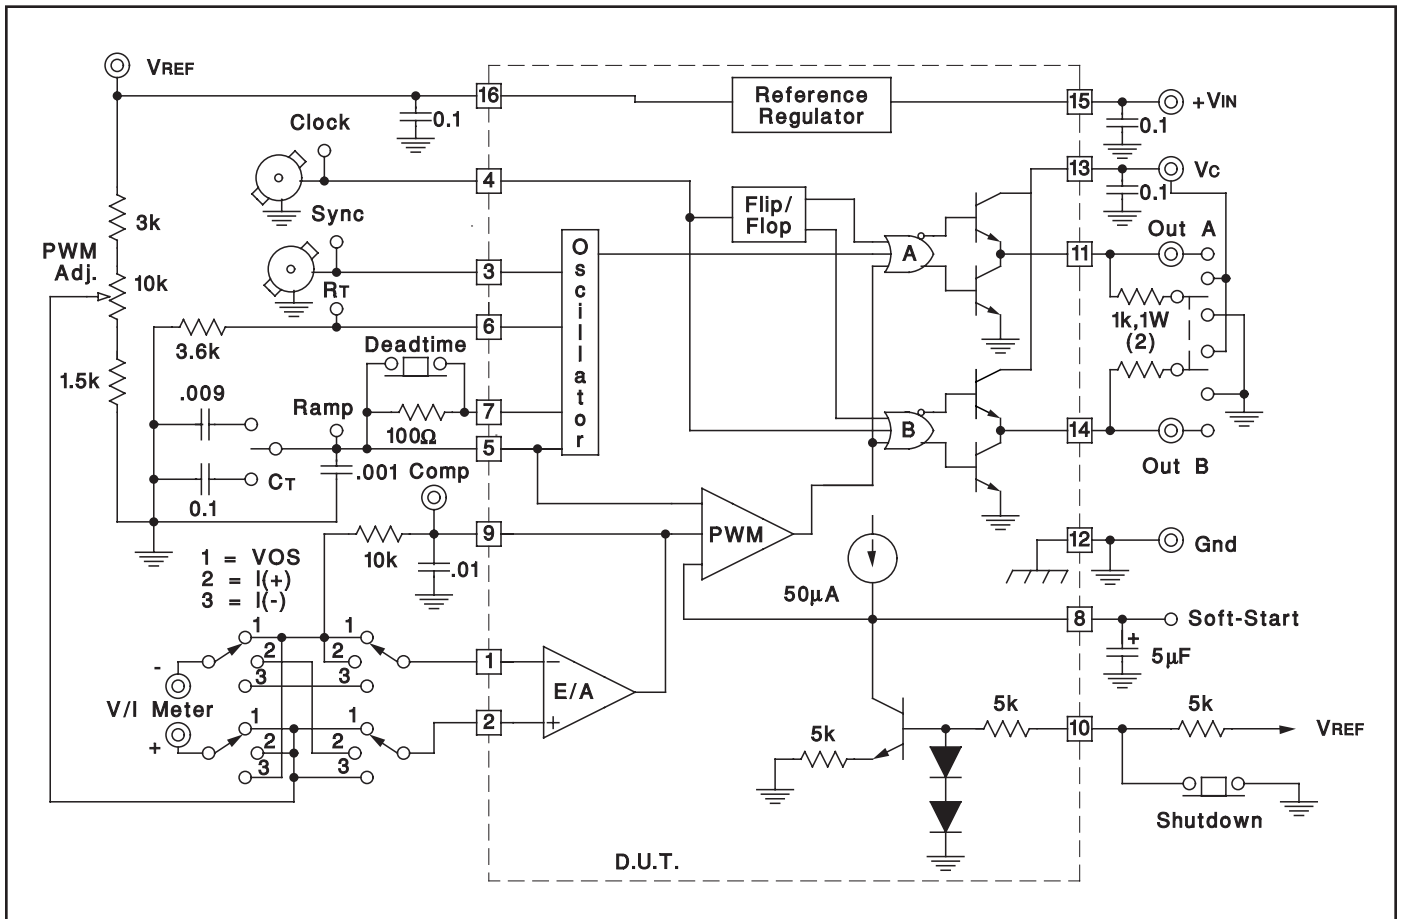 VREF
16
Reference
Regulator
15
+VIN
0.1
0.1
Clock
4
13
VC
0.1
Sync
Flip/
Flop
3k
PWM
Adj.
10k
3
Oscillator
A
11
Out A
RT
6
3.6k
1k,1W
(2)
Deadtime
1.5k
.009
Ramp
7
100Ω
5
B
14
Out B
.001
Comp
CT
0.1
9
10k
.01
PWM
12
Gnd
1 = VOS
2 = I(+)
3 = I(-)
50µA
8
Soft-Start
+
5µF
1
1
2
2
3
3
-
V/I Meter
+
1
−
E/A
+
2
1
1
2
2
3
3
5k
5k
10
5k
VREF
Shutdown
D.U.T.